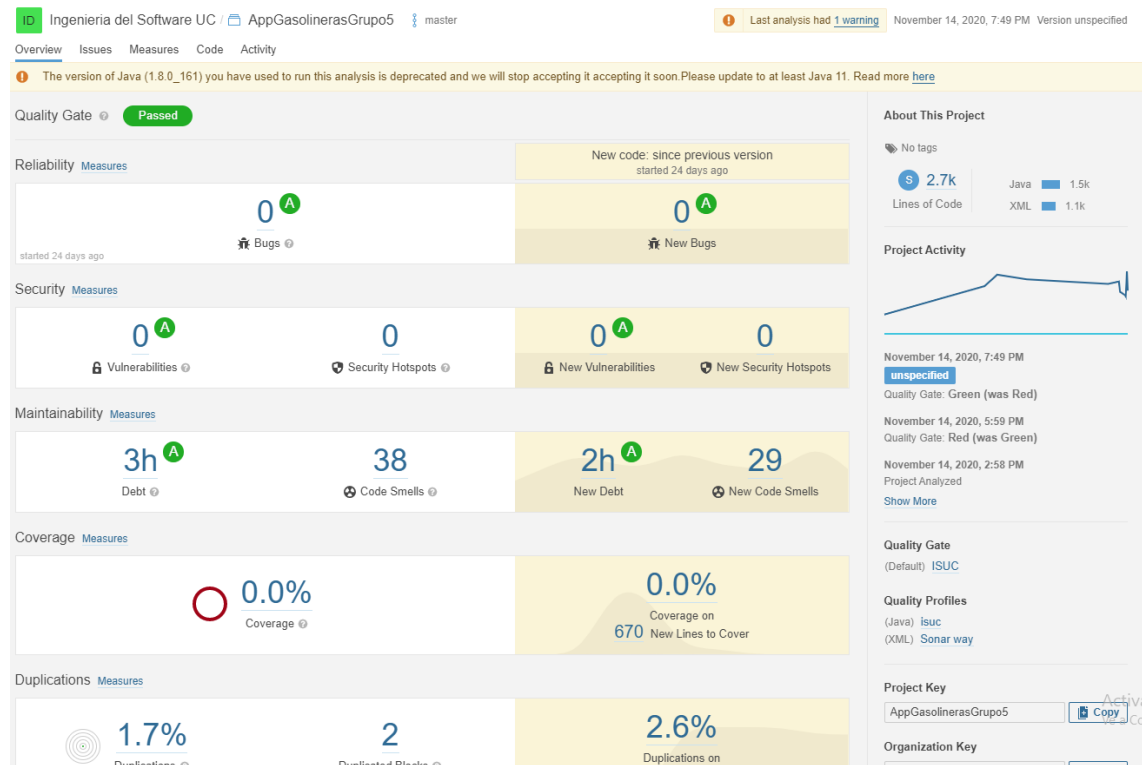 ID Ingenieria del Software UC / AppGasolinerasGrupo5 master
Last analysis had 1 warning November 14, 2020, 7:49 PM Version unspecified
Overview Issues Measures Code Activity
The version of Java (1.8.0_161) you have used to run this analysis is deprecated and we will stop accepting it accepting it soon.Please update to at least Java 11. Read more here
Quality Gate Passed
New code: since previous version
started 24 days ago
Reliability Measures
0 A
Bugs
started 24 days ago
0 A
New Bugs
Security Measures
0 A
Vulnerabilities
0
Security Hotspots
0 A
New Vulnerabilities
0
New Security Hotspots
Maintainability Measures
3h A
Debt
38
Code Smells
2h A
New Debt
29
New Code Smells
Coverage Measures
0.0%
Coverage
0.0%
Coverage on
670 New Lines to Cover
Duplications Measures
1.7%
Duplications
2
Duplicated Blocks
2.6%
Duplications on
About This Project
No tags
S 2.7k
Lines of Code
Java 1.5k
XML 1.1k
Project Activity
November 14, 2020, 7:49 PM
unspecified
Quality Gate: Green (was Red)
November 14, 2020, 5:59 PM
Quality Gate: Red (was Green)
November 14, 2020, 2:58 PM
Project Analyzed
Show More
Quality Gate
(Default) ISUC
Quality Profiles
(Java) isuc
(XML) Sonar way
Project Key
AppGasolinerasGrupo5 Copy
Organization Key